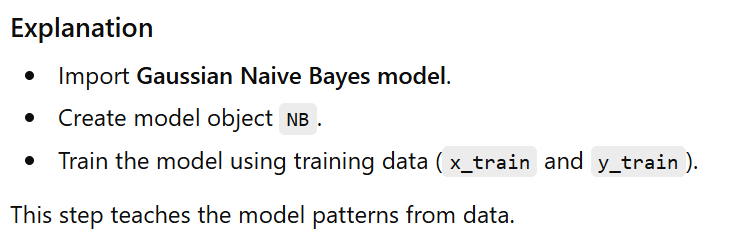 Explanation
• Import Gaussian Naive Bayes model.
• Create model object NB.
• Train the model using training data (x_train and y_train).
This step teaches the model patterns from data.